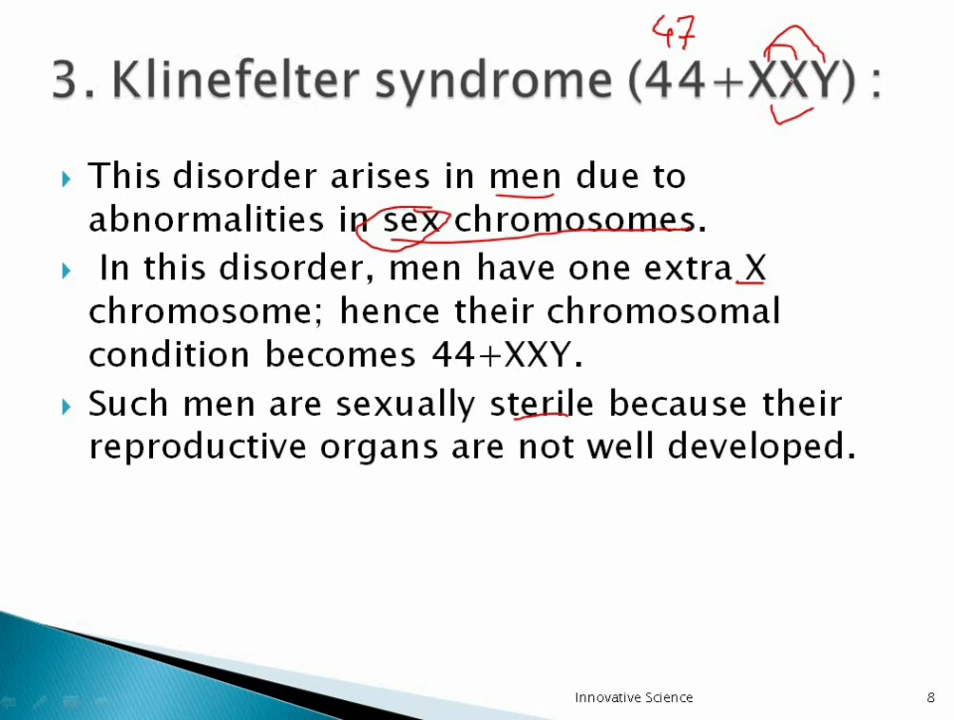 47
3. Klinefelter syndrome (44+XXY) :
This disorder arises in men due to
abnormalities in sex chromosomes.
In this disorder, men have one extra X
chromosome; hence their chromosomal
condition becomes 44+XXY.
Such men are sexually sterile because their
reproductive organs are not well developed.
Innovative Science 8